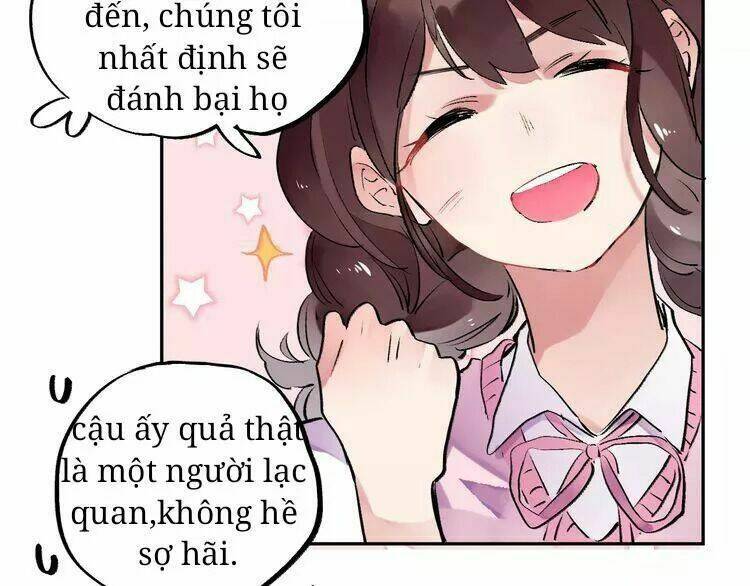 đến, chúng tôi
nhất định sẽ
đánh bại họ
cậu ấy quả thật
là một người lạc
quan,không hề
sợ hãi.